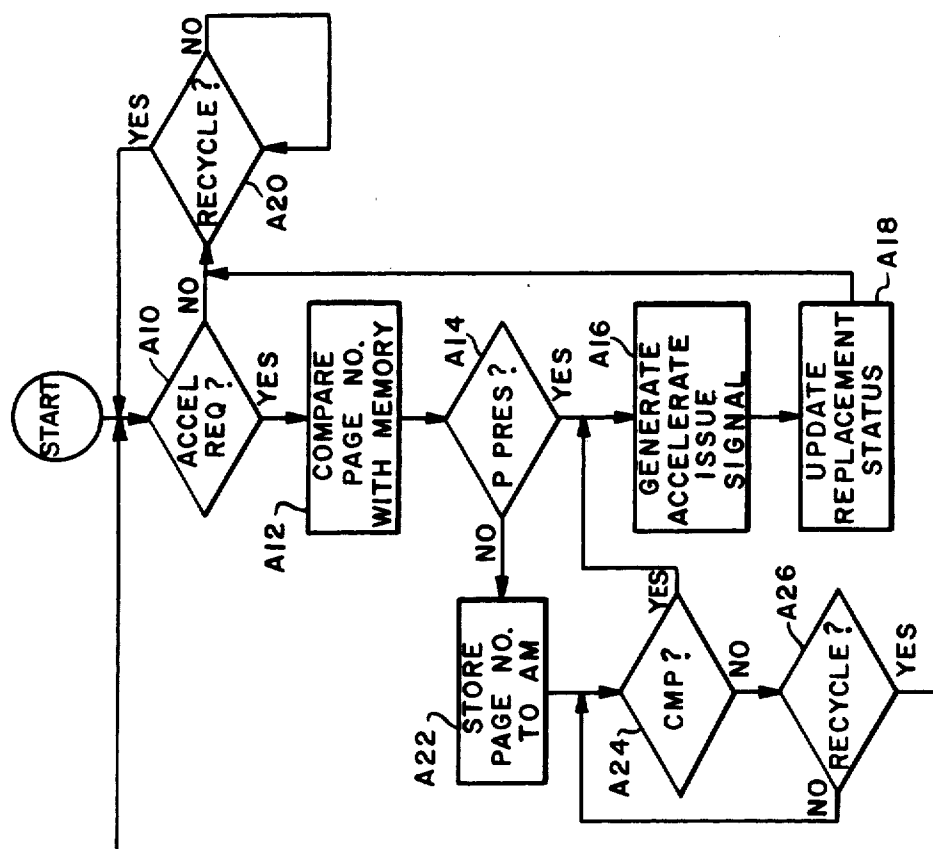 START
A10
ACCEL
REQ?
NO
YES
YES
NO
RECYCLE?
A20
A12
COMPARE
PAGE NO.
WITH MEMORY
A14
P PRES?
NO
YES
A22
STORE
PAGE NO.
TO AM
A16
GENERATE
ACCELERATE
ISSUE
SIGNAL
A24
CMP?
YES
NO
A18
UPDATE
REPLACEMENT
STATUS
A26
RECYCLE?
NO
YES